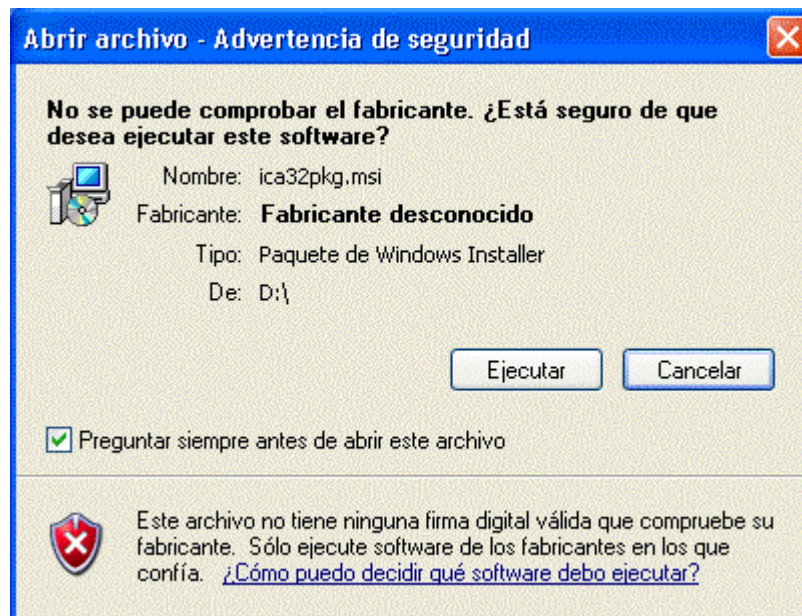 Abrir archivo - Advertencia de seguridad
No se puede comprobar el fabricante. ¿Está seguro de que
desea ejecutar este software?
Nombre: ica32pkg.msi
Fabricante: Fabricante desconocido
Tipo: Paquete de Windows Installer
De: D:\
Ejecutar Cancelar
Preguntar siempre antes de abrir este archivo
Este archivo no tiene ninguna firma digital válida que compruebe su
fabricante. Sólo ejecute software de los fabricantes en los que
confía. ¿Cómo puedo decidir qué software debo ejecutar?